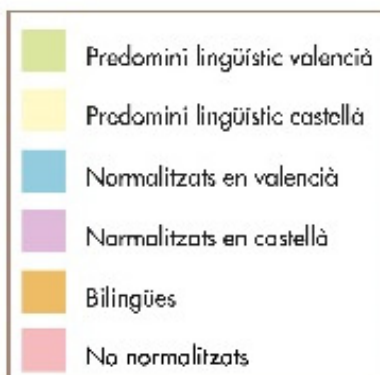 Predomini lingüístic valencià
Predomini lingüístic castellà
Normalitzats en valencià
Normalitzats en castellà
Bilingües
No normalitzats